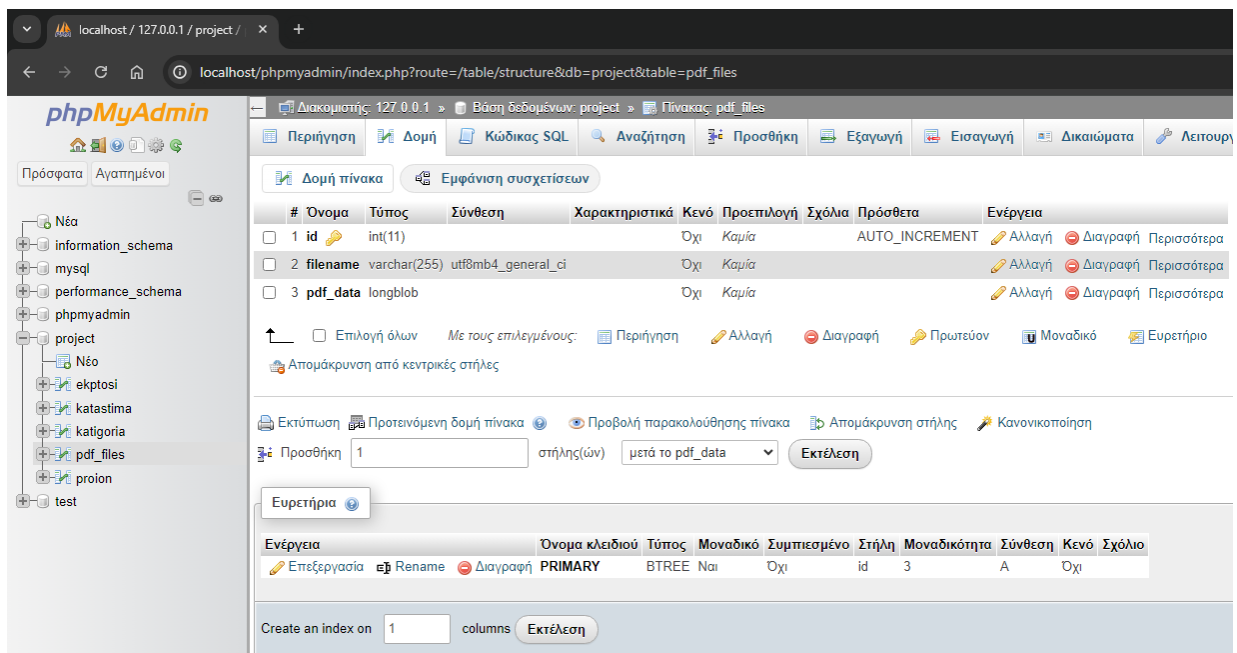 localhost / 127.0.0.1 / project /
localhost/phpmyadmin/index.php?route=/table/structure&db=project&table=pdf_files
phpMyAdmin
Πρόσφατα Αγαπημένοι
Νέα
information_schema
mysql
performance_schema
phpmyadmin
project
Νέο
ekptosi
katastima
katigoria
pdf_files
proion
test
Διακομιστής: 127.0.0.1 » Βάση δεδομένων: project » Πίνακας: pdf_files
Περιήγηση Δομή Κώδικας SQL Αναζήτηση Προσθήκη Εξαγωγή Εισαγωγή Δικαιώματα Λειτουργ
Δομή πίνακα Εμφάνιση συσχετίσεων
# Όνομα Τύπος Σύνθεση Χαρακτηριστικά Κενό Προεπιλογή Σχόλια Πρόσθετα Ενέργεια
1 id int(11) Όχι Καμία AUTO_INCREMENT Αλλαγή Διαγραφή Περισσότερα
2 filename varchar(255) utf8mb4_general_ci Όχι Καμία Αλλαγή Διαγραφή Περισσότερα
3 pdf_data longblob Όχι Καμία Αλλαγή Διαγραφή Περισσότερα
Επιλογή όλων Με τους επιλεγμένους: Περιήγηση Αλλαγή Διαγραφή Πρωτεύον Μοναδικό Ευρετήριο
Απομάκρυνση από κεντρικές στήλες
Εκτύπωση Προτεινόμενη δομή πίνακα Προβολή παρακολούθησης πίνακα Απομάκρυνση στήλης Κανονικοποίηση
Προσθήκη 1 στήλης(ών) μετά το pdf_data Εκτέλεση
Ευρετήρια
Ενέργεια Όνομα κλειδιού Τύπος Μοναδικό Συμπιεσμένο Στήλη Μοναδικότητα Σύνθεση Κενό Σχόλιο
Επεξεργασία Rename Διαγραφή PRIMARY BTREE Ναι Όχι id 3 A Όχι
Create an index on 1 columns Εκτέλεση